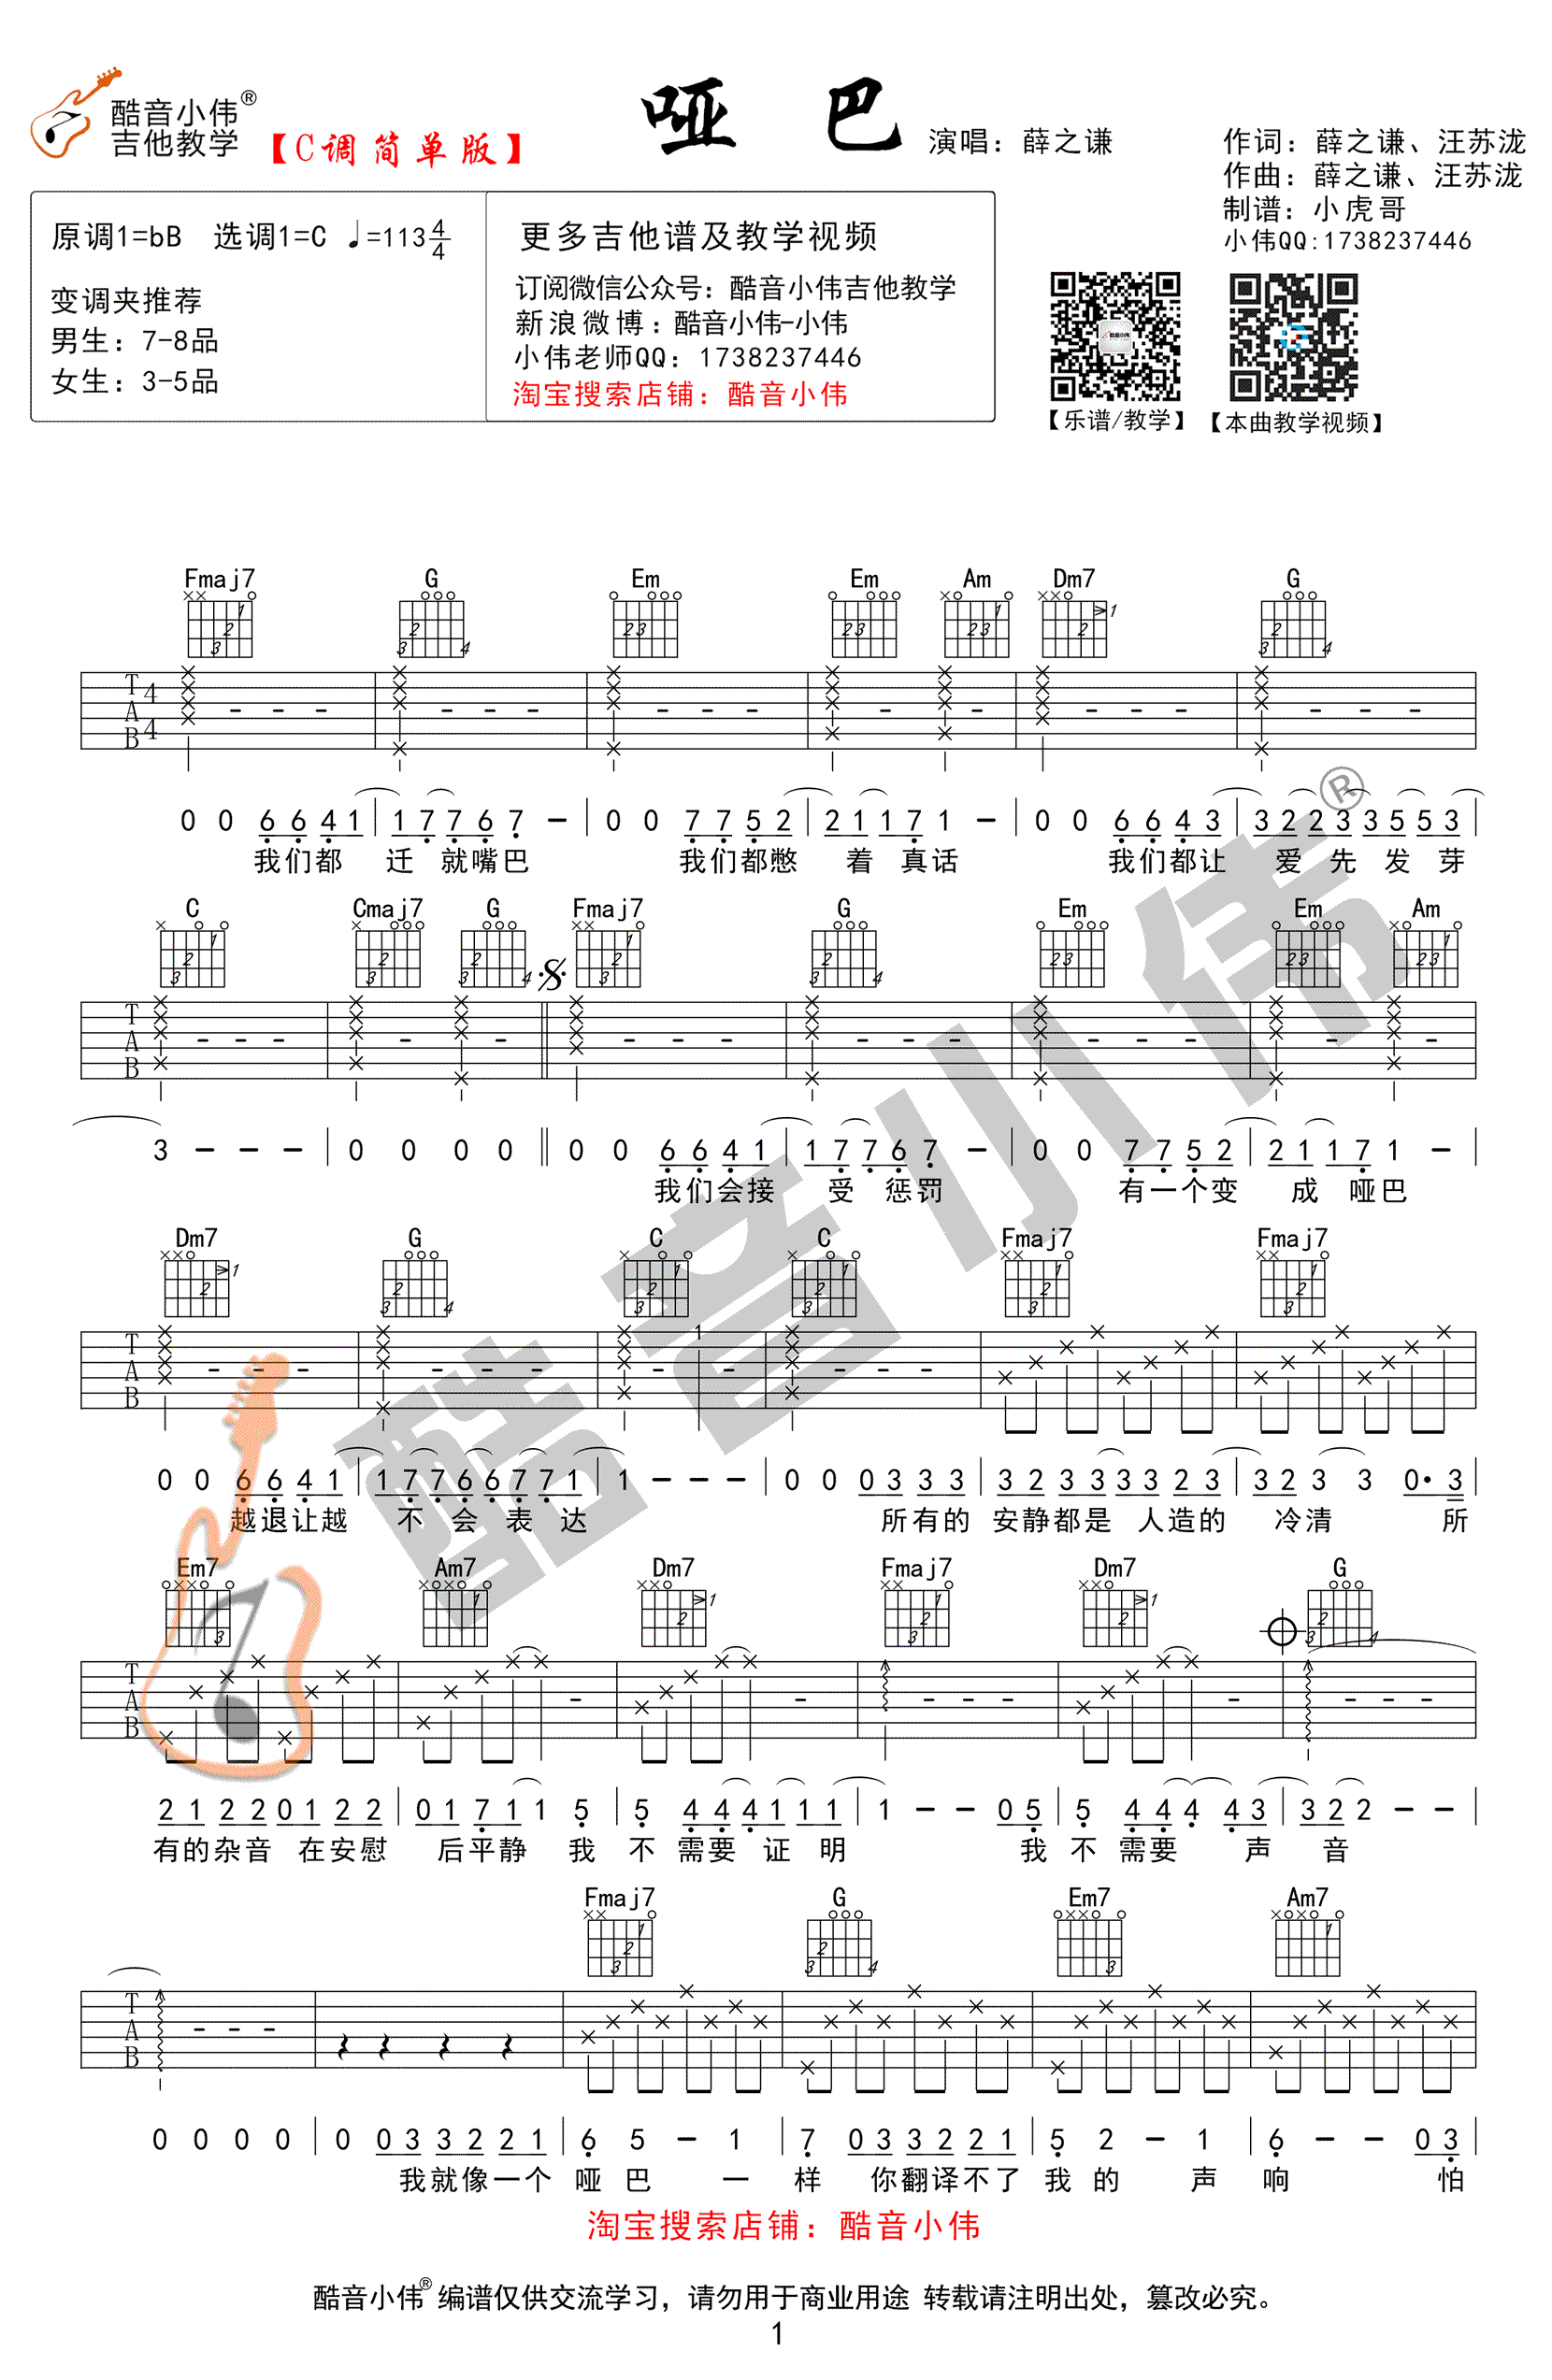 酷音小伟®
吉他教学
【C调简单版】
哑 巴
演唱：薛之谦
作词：薛之谦、汪苏泷
作曲：薛之谦、汪苏泷
制谱：小虎哥
小伟QQ:1738237446
原调1=bB 选调1=C ♩=113 4/4
变调夹推荐
男生：7-8品
女生：3-5品
更多吉他谱及教学视频
订阅微信公众号：酷音小伟吉他教学
新浪微博：酷音小伟-小伟
小伟老师QQ：1738237446
淘宝搜索店铺：酷音小伟
【乐谱/教学】 【本曲教学视频】
Fmaj7 G Em Em Am Dm7 G
T A B 4 4
0 0 6 6 4 1 | 1 7 7 6 7 - | 0 0 7 7 5 2 | 2 1 1 7 1 - | 0 0 6 6 4 3 | 3 2 2 3 3 5 5 3 |
我们都 迁 就嘴巴 我们都憋 着 真话 我们都让 爱 先 发 芽
C Cmaj7 G Fmaj7 G Em Em Am
T A B
3 - - - | 0 0 0 0 || 0 0 6 6 4 1 | 1 7 7 6 7 - | 0 0 7 7 5 2 | 2 1 1 7 1 - |
我们会接 受 惩罚 有一个变 成 哑巴
Dm7 G C C Fmaj7 Fmaj7
T A B 1
0 0 6 6 4 1 | 1 7 7 6 6 7 7 1 | 1 - - - | 0 0 0 3 3 3 | 3 2 3 3 3 3 2 3 | 3 2 3 3 0· 3
越退让越 不 会 表 达 所有的 安静都是 人造的 冷清 所
Em7 Am7 Dm7 Fmaj7 Dm7 G
T A B
2 1 2 2 0 1 2 2 | 0 1 7 1 1 5 | 5 4 4 4 1 1 1 | 1 - - 0 5 | 5 4 4 4 4 3 | 3 2 2 - - |
有的杂音 在安慰 后平静 我 不 需要 证 明 我 不 需要 声 音
Fmaj7 G Em7 Am7
T A B
0 0 0 0 | 0 0 3 3 2 2 1 | 6 5 - 1 | 7 0 3 3 2 2 1 | 5 2 - 1 | 6 - - 0 3 |
我就像一个 哑 巴 一 样 你翻译不了 我 的 声 响 怕
淘宝搜索店铺：酷音小伟
酷音小伟® 编谱仅供交流学习，请勿用于商业用途 转载请注明出处，篡改必究。
1
酷音小伟®